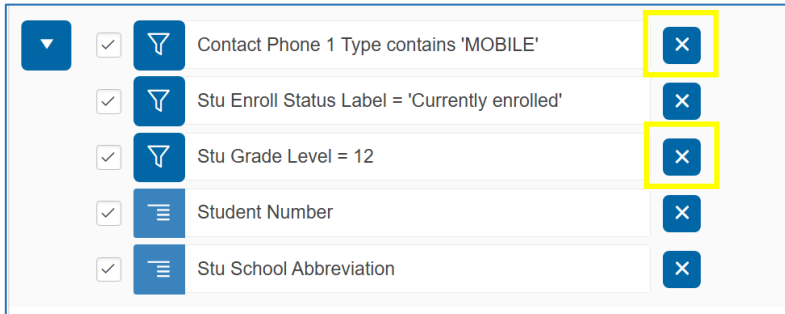 Contact Phone 1 Type contains 'MOBILE'
Stu Enroll Status Label = 'Currently enrolled'
Stu Grade Level = 12
Student Number
Stu School Abbreviation